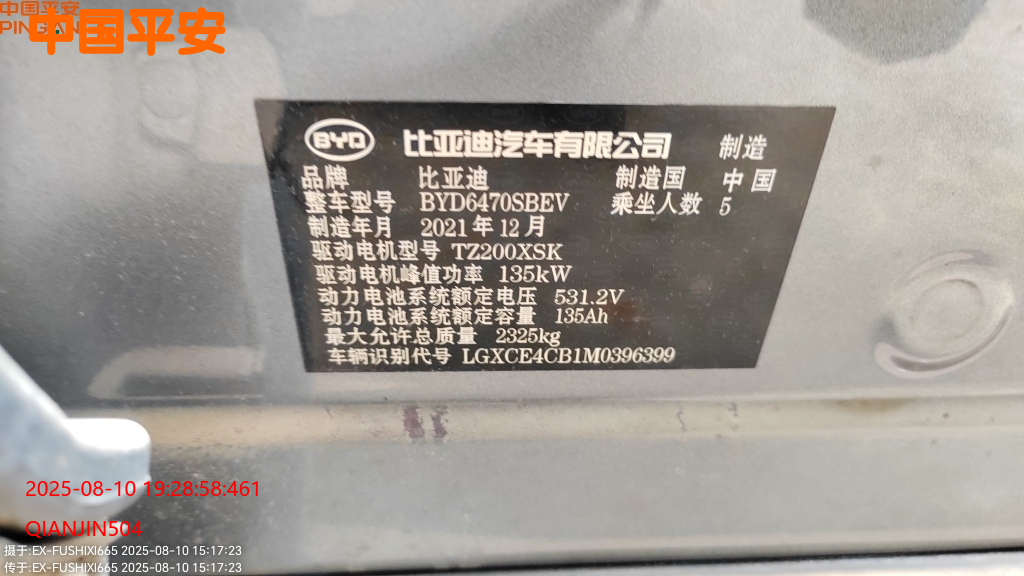 中国平安
PINGAN
中国平安
BYD 比亚迪汽车有限公司 制造
品牌 比亚迪 制造国 中国
整车型号 BYD6470SBEV 乘坐人数 5
制造年月 2021年12月
驱动电机型号 TZ200XSK
驱动电机峰值功率 135kW
动力电池系统额定电压 531.2V
动力电池系统额定容量 135Ah
最大允许总质量 2325kg
车辆识别代号 LGXCE4CB1M0396399
2025-08-10 19:28:58:461
QIANJIN504
摄于:EX-FUSHIXI665 2025-08-10 15:17:23
传于:EX-FUSHIXI665 2025-08-10 15:17:23